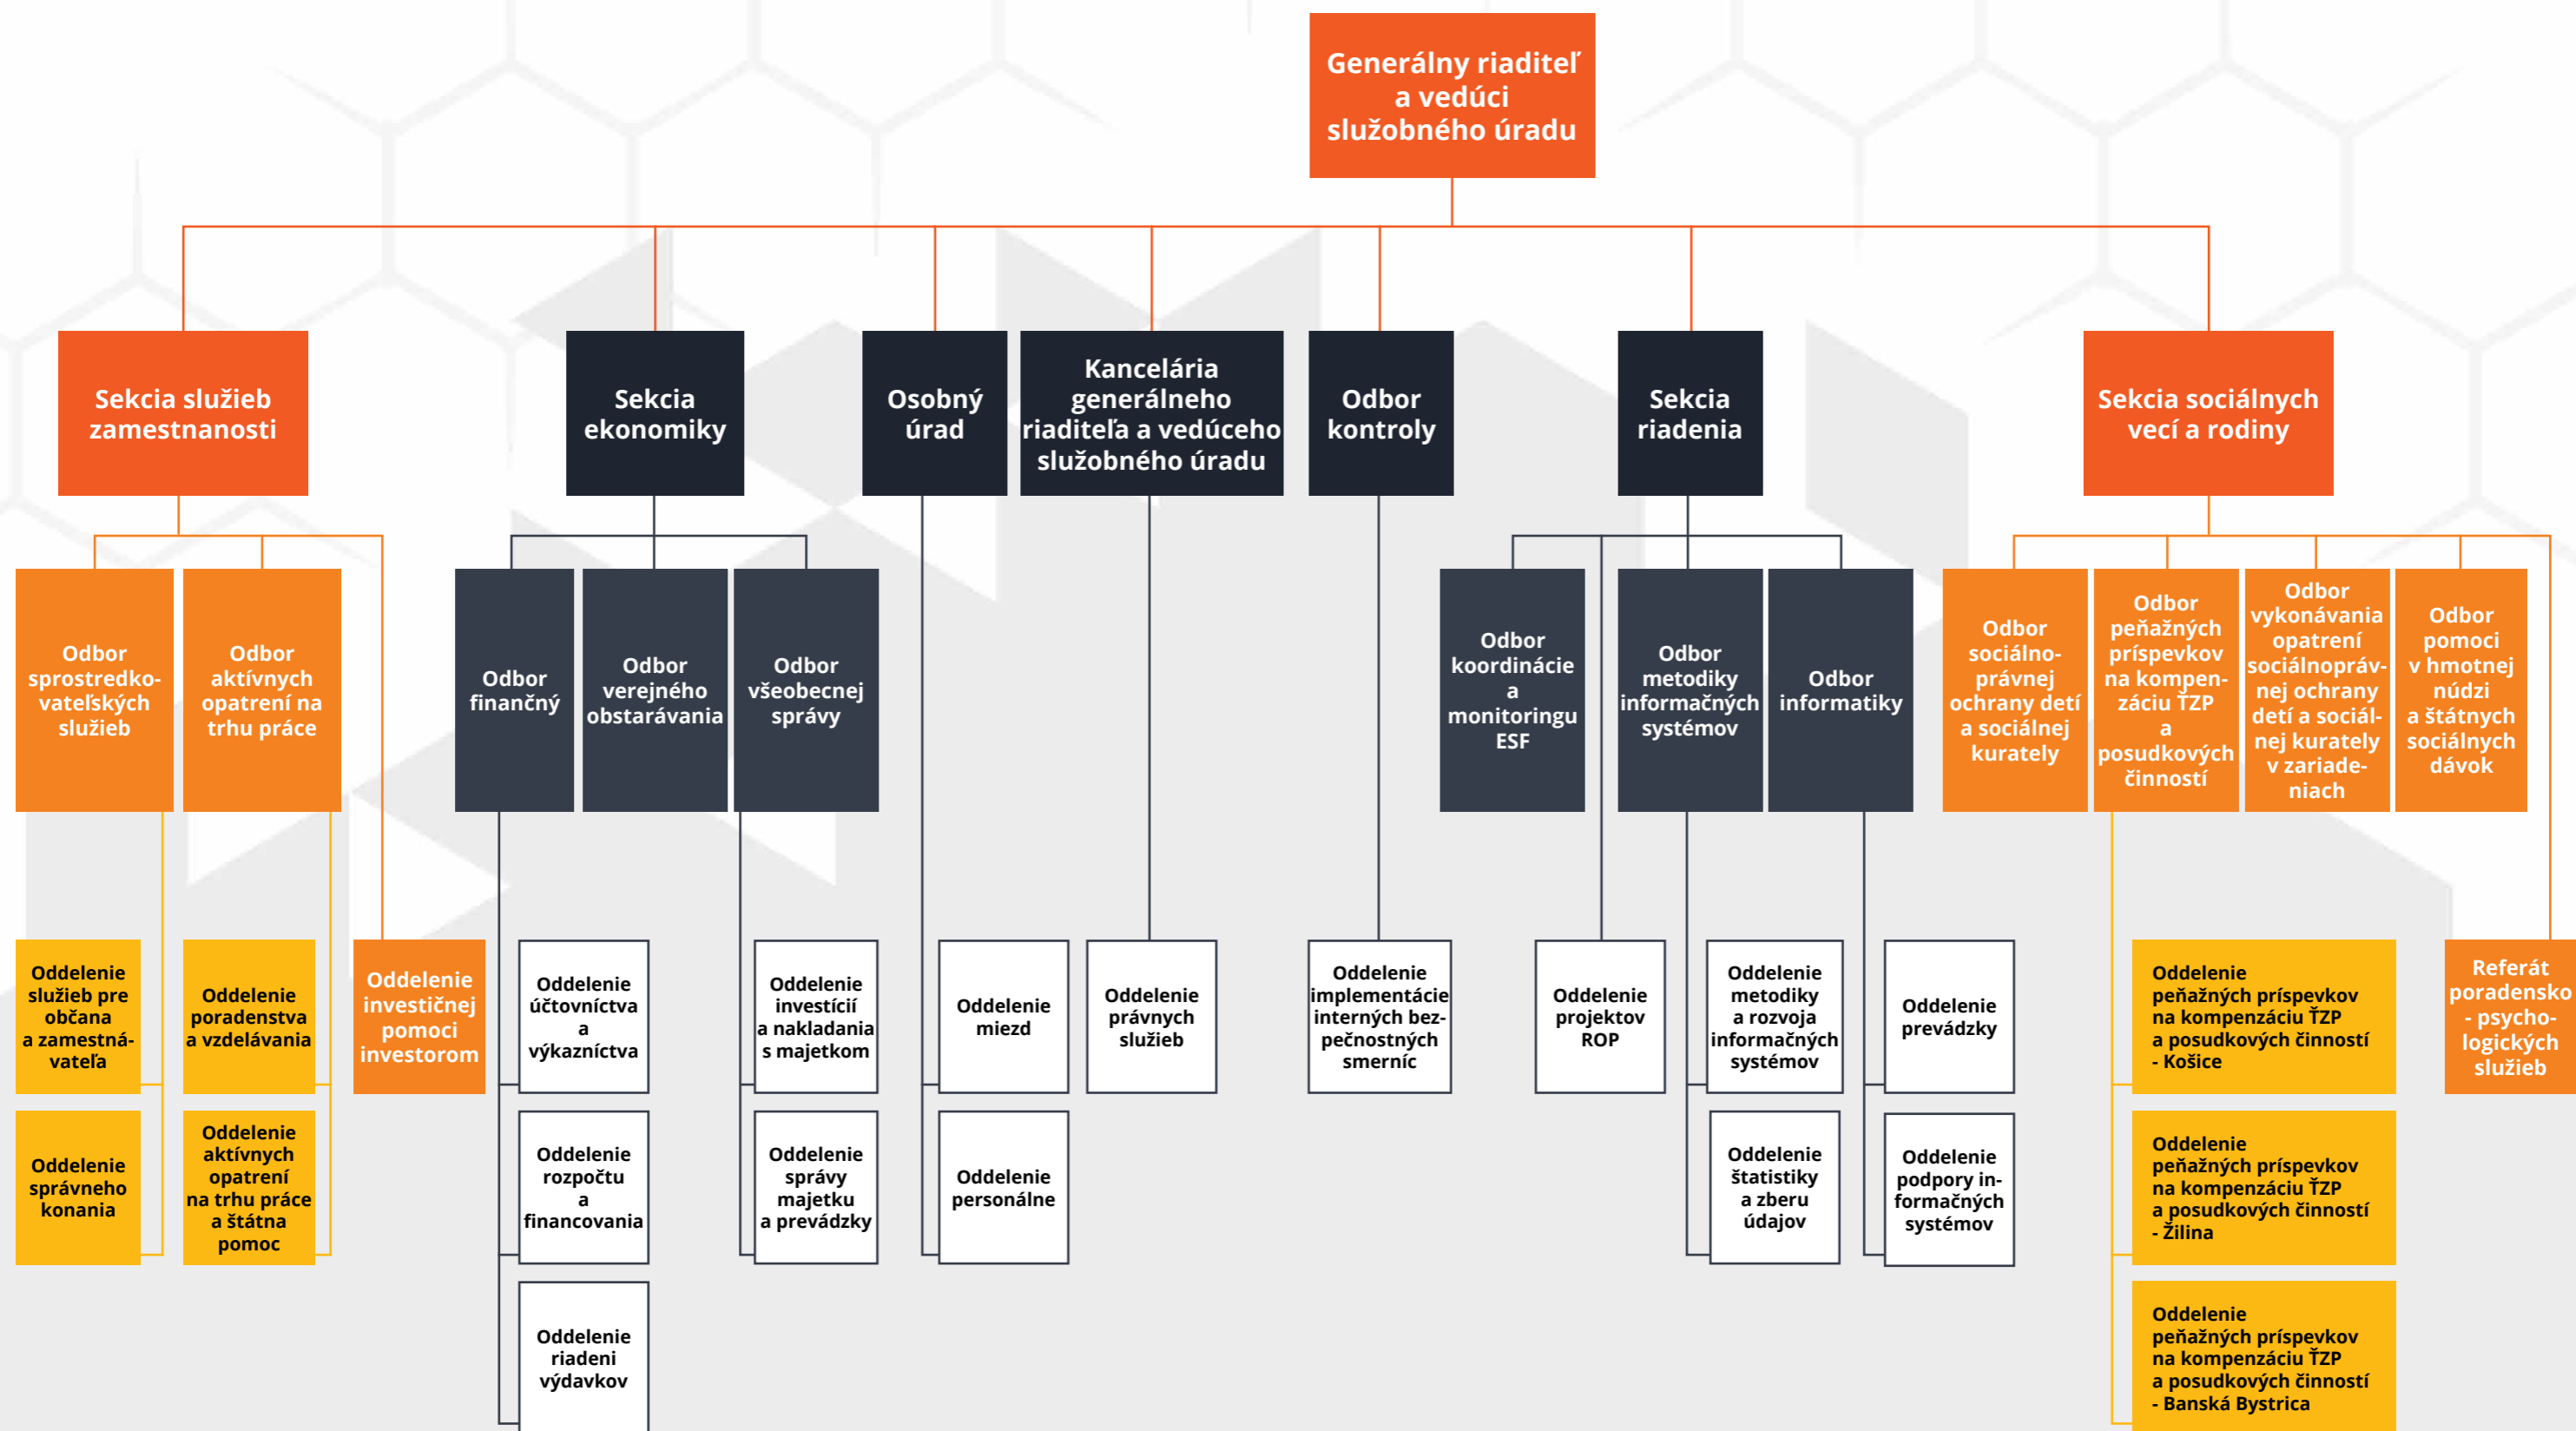 Generálny riaditeľ
a vedúci
služobného úradu
Sekcia služieb
zamestnanosti
Sekcia
ekonomiky
Osobný
úrad
Kancelária
generálneho
riaditeľa a vedúceho
služobného úradu
Odbor
kontroly
Sekcia
riadenia
Sekcia sociálnych
vecí a rodiny
Odbor
sprostredko-
vateľských
služieb
Odbor
aktívnych
opatrení na
trhu práce
Odbor
finančný
Odbor
verejného
obstarávania
Odbor
všeobecnej
správy
Odbor
koordinácie
a
monitoringu
ESF
Odbor
metodiky
informačných
systémov
Odbor
informatiky
Odbor
sociálno-
právnej
ochrany detí
a sociálnej
kurately
Odbor
peňažných
príspevkov
na kompen-
záciu ŤZP
a
posudkových
činností
Odbor
vykonávania
opatrení
sociálnopráv-
nej ochrany
detí a sociál-
nej kurately
v zariade-
niach
Odbor
pomoci
v hmotnej
núdzi
a štátnych
sociálnych
dávok
Oddelenie
služieb pre
občana
a zamestná-
vateľa
Oddelenie
poradenstva
a vzdelávania
Oddelenie
investičnej
pomoci
investorom
Oddelenie
účtovníctva
a
výkazníctva
Oddelenie
investícií
a nakladania
s majetkom
Oddelenie
miezd
Oddelenie
právnych
služieb
Oddelenie
implementácie
interných bez-
pečnostných
smerníc
Oddelenie
projektov
ROP
Oddelenie
metodiky
a rozvoja
informačných
systémov
Oddelenie
prevádzky
Oddelenie
peňažných príspevkov
na kompenzáciu ŤZP
a posudkových činností
- Košice
Referát
poradensko
- psycho-
logických
služieb
Oddelenie
správneho
konania
Oddelenie
aktívnych
opatrení
na trhu práce
a štátna
pomoc
Oddelenie
rozpočtu
a
financovania
Oddelenie
správy
majetku
a prevádzky
Oddelenie
personálne
Oddelenie
štatistiky
a zberu
údajov
Oddelenie
podpory in-
formačných
systémov
Oddelenie
peňažných príspevkov
na kompenzáciu ŤZP
a posudkových činností
- Žilina
Oddelenie
riadeni
výdavkov
Oddelenie
peňažných príspevkov
na kompenzáciu ŤZP
a posudkových činností
- Banská Bystrica